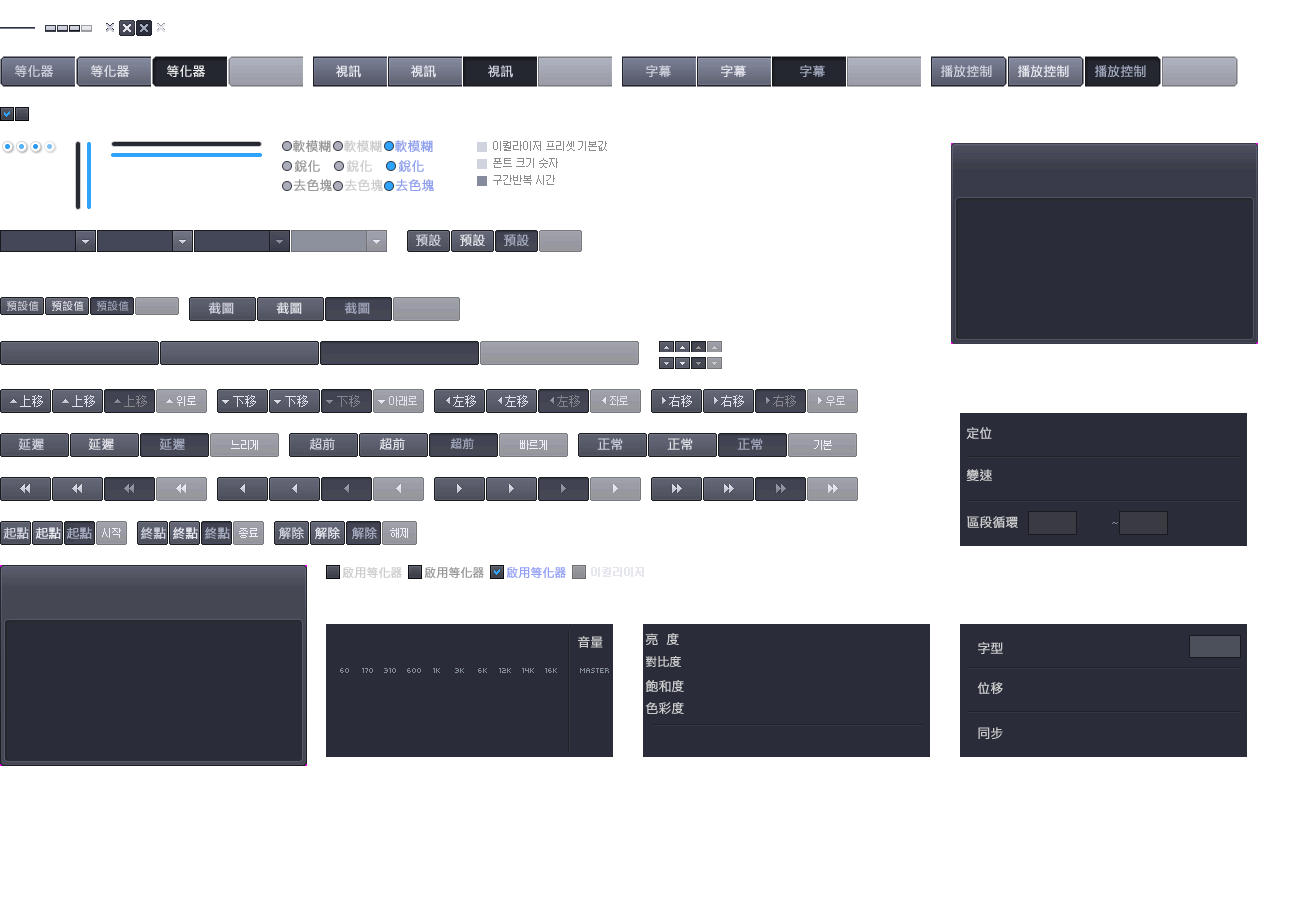 等化器 等化器 等化器 視訊 視訊 視訊 字幕 字幕 字幕 播放控制 播放控制 播放控制
軟模糊 軟模糊 軟模糊 이퀄라이저 프리셋 기본값
銳化 銳化 銳化 폰트 크기 숫자
去色塊 去色塊 去色塊 구간반복 시간
預設 預設 預設
預設值 預設值 預設值 截圖 截圖 截圖
上移 上移 上移 위로 下移 下移 下移 아래로 左移 左移 左移 좌로 右移 右移 右移 우로
延遲 延遲 延遲 느리게 超前 超前 超前 빠르게 正常 正常 正常 기본
起點 起點 起點 시작 終點 終點 終點 종료 解除 解除 解除 해제
定位
變速
區段循環 ~
啟用等化器 啟用等化器 啟用等化器 이퀄라이저
音量
60 170 310 600 1K 3K 6K 12K 14K 16K MASTER
亮 度
對比度
飽和度
色彩度
字型
位移
同步